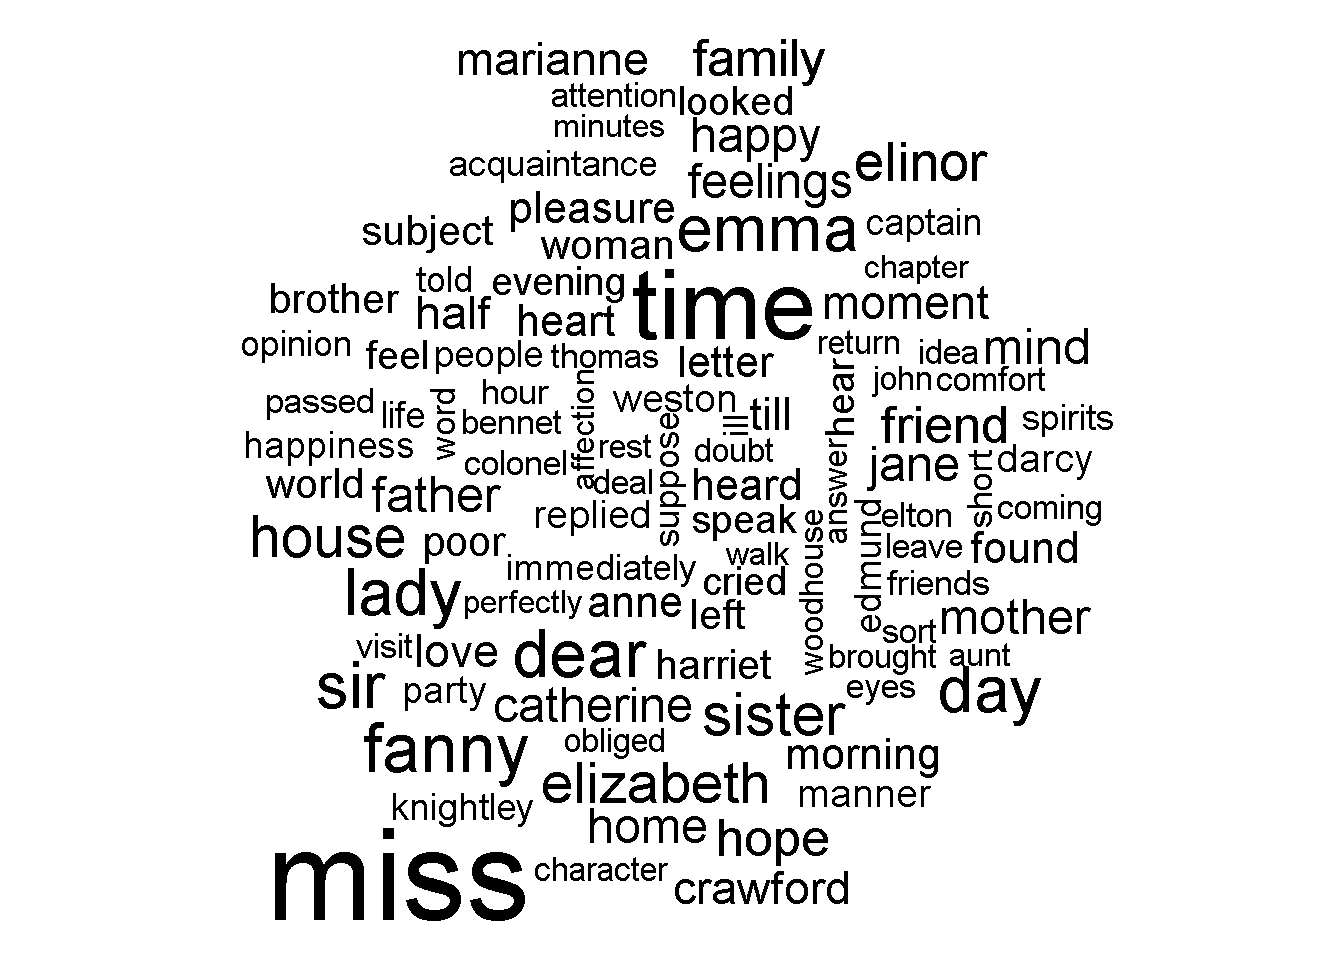 marianne family
attention looked
minutes happy
acquaintance feelings elinor
pleasure emma captain
subject woman
chapter
told evening time moment
brother half heart
opinion feel people thomas letter return idea mind
john comfort
passed life word hour affection weston hear
bennet ill till friend spirits
happiness rest suppose doubt answer
colonel jane short darcy
world father deal heard
replied speak woodhouse edmund elton coming
house poor walk leave found
immediately cried friends
lady perfectly anne left mother
sort
visit love dear harriet brought aunt
sir party eyes day
catherine sister
fanny obliged morning
elizabeth manner
knightley home hope
miss character crawford